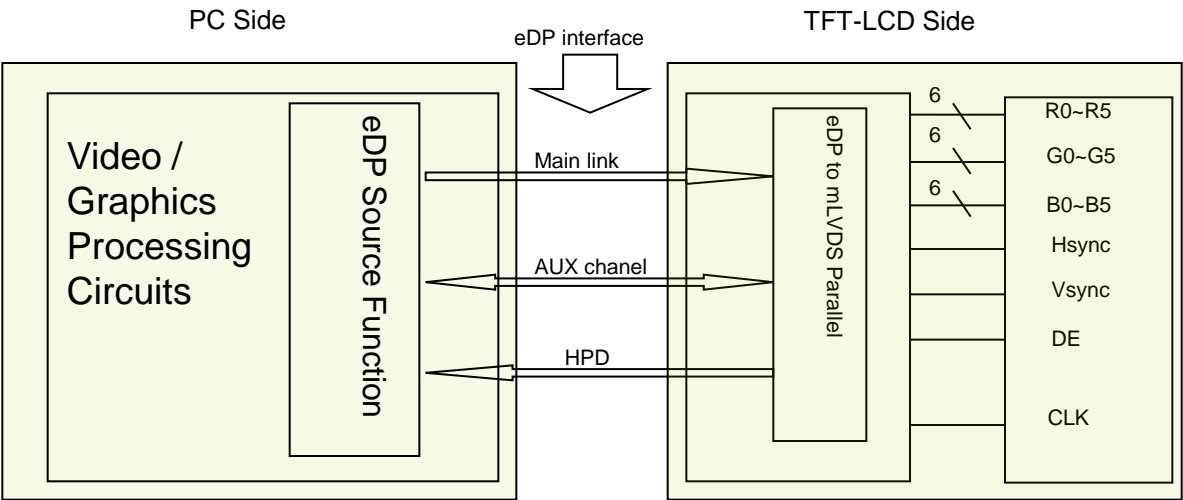 PC Side
TFT-LCD Side
eDP interface
Video /
Graphics
Processing
Circuits
eDP Source Function
Main link
AUX chanel
HPD
eDP to mLVDS Parallel
6
R0~R5
6
G0~G5
6
B0~B5
Hsync
Vsync
DE
CLK